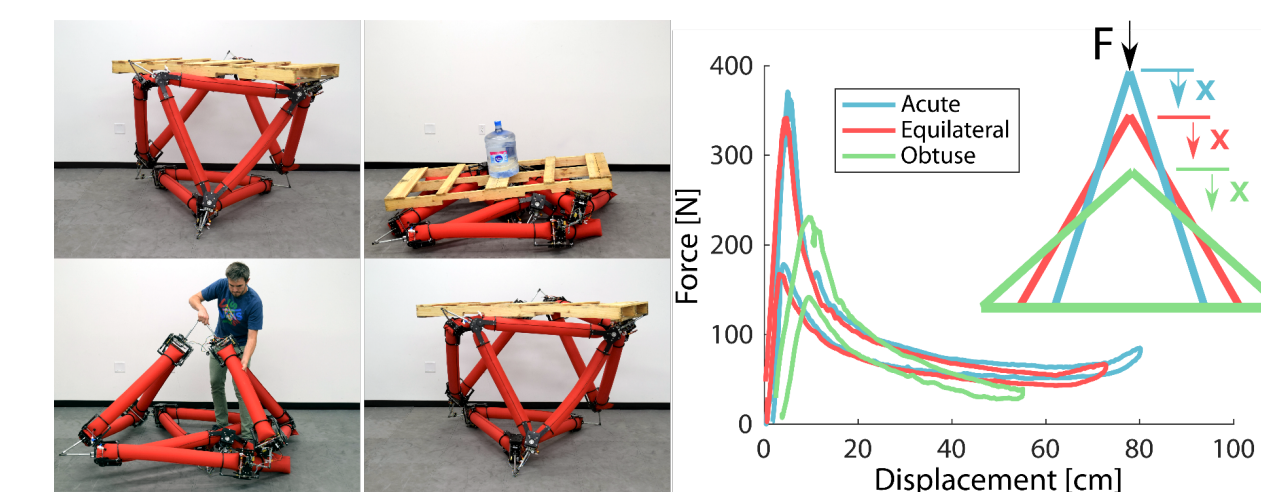 F
x
x
x
Acute
Equilateral
Obtuse
Force [N]
400
300
200
100
0
0
20
40
60
80
100
Displacement [cm]